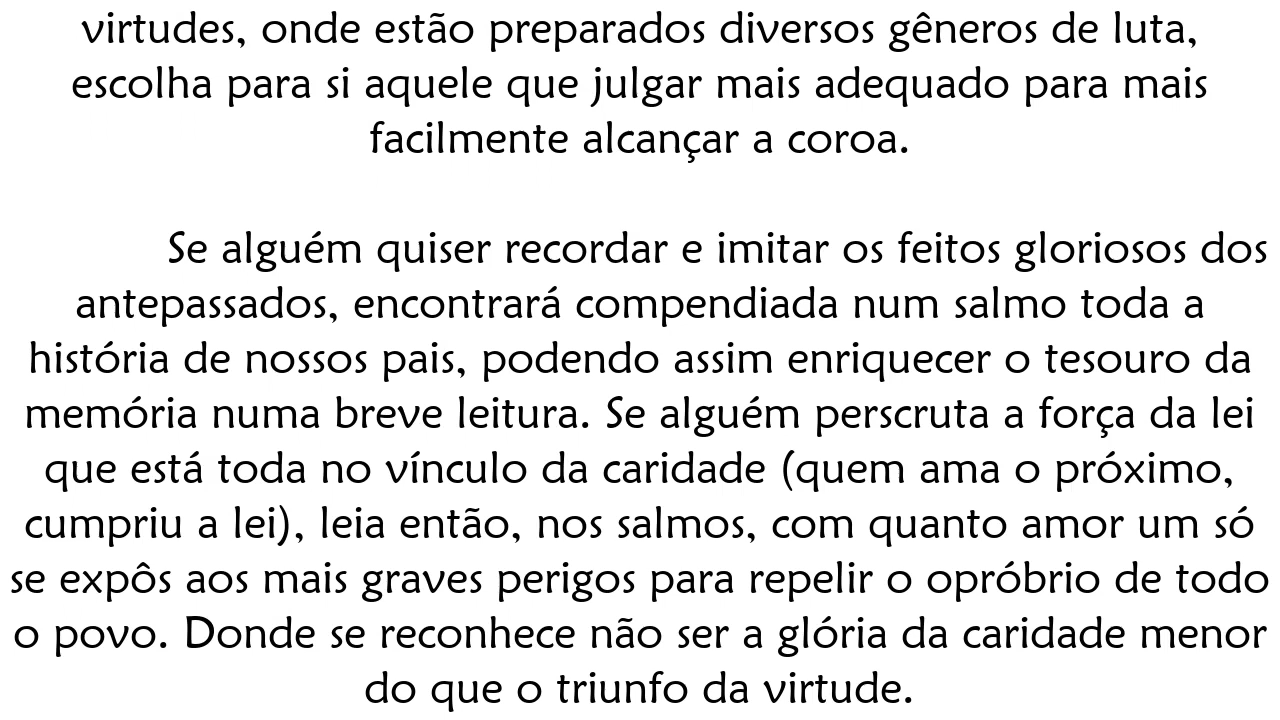 virtudes, onde estão preparados diversos gêneros de luta,
escolha para si aquele que julgar mais adequado para mais
facilmente alcançar a coroa.
Se alguém quiser recordar e imitar os feitos gloriosos dos
antepassados, encontrará compendiada num salmo toda a
história de nossos pais, podendo assim enriquecer o tesouro da
memória numa breve leitura. Se alguém perscruta a força da lei
que está toda no vínculo da caridade (quem ama o próximo,
cumpriu a lei), leia então, nos salmos, com quanto amor um só
se expôs aos mais graves perigos para repelir o opróbrio de todo
o povo. Donde se reconhece não ser a glória da caridade menor
do que o triunfo da virtude.